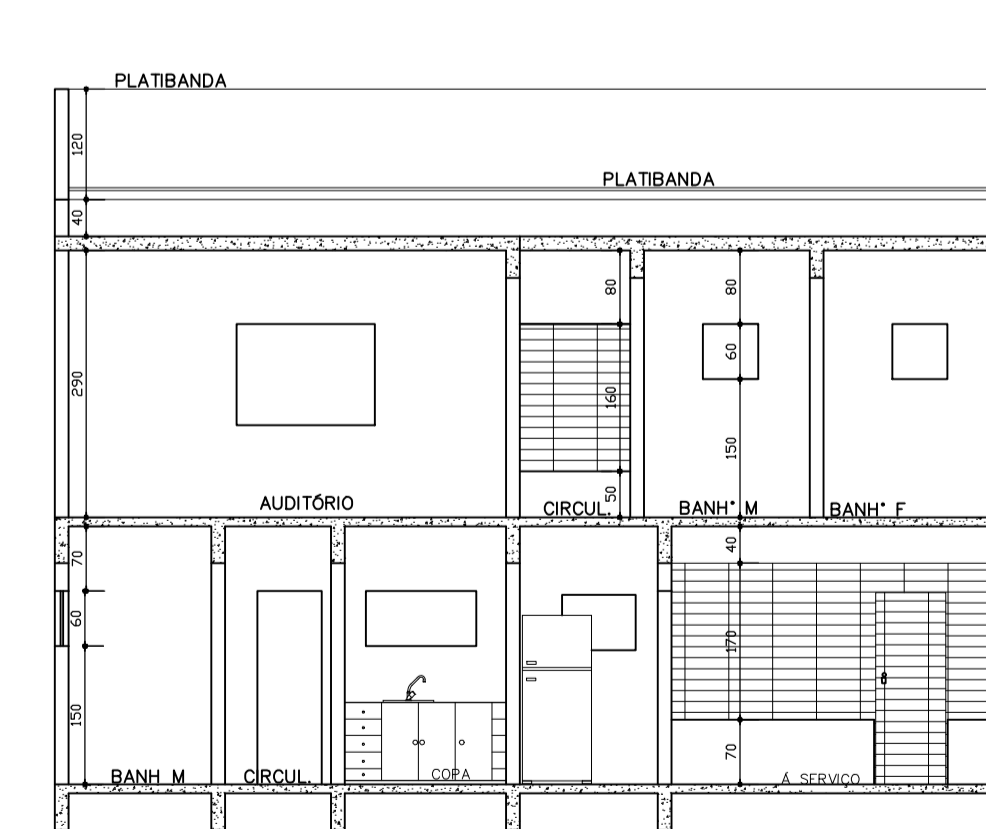 PLATIBANDA
120
PLATIBANDA
40
80
80
60
290
160
150
50
AUDITÓRIO
CIRCUL.
BANH° M
BANH° F
40
70
60
170
150
70
BANH M
CIRCUL.
COPA
Á SERVIÇO